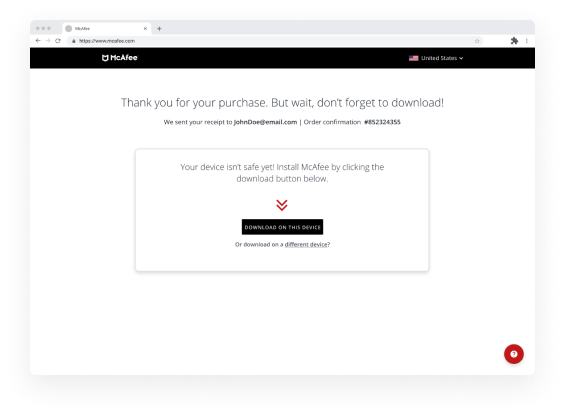 McAfee
https://www.mcafee.com
McAfee
United States
Thank you for your purchase. But wait, don't forget to download!
We sent your receipt to JohnDoe@email.com | Order confirmation #852324355
Your device isn't safe yet! Install McAfee by clicking the
download button below.
DOWNLOAD ON THIS DEVICE
Or download on a different device?
?